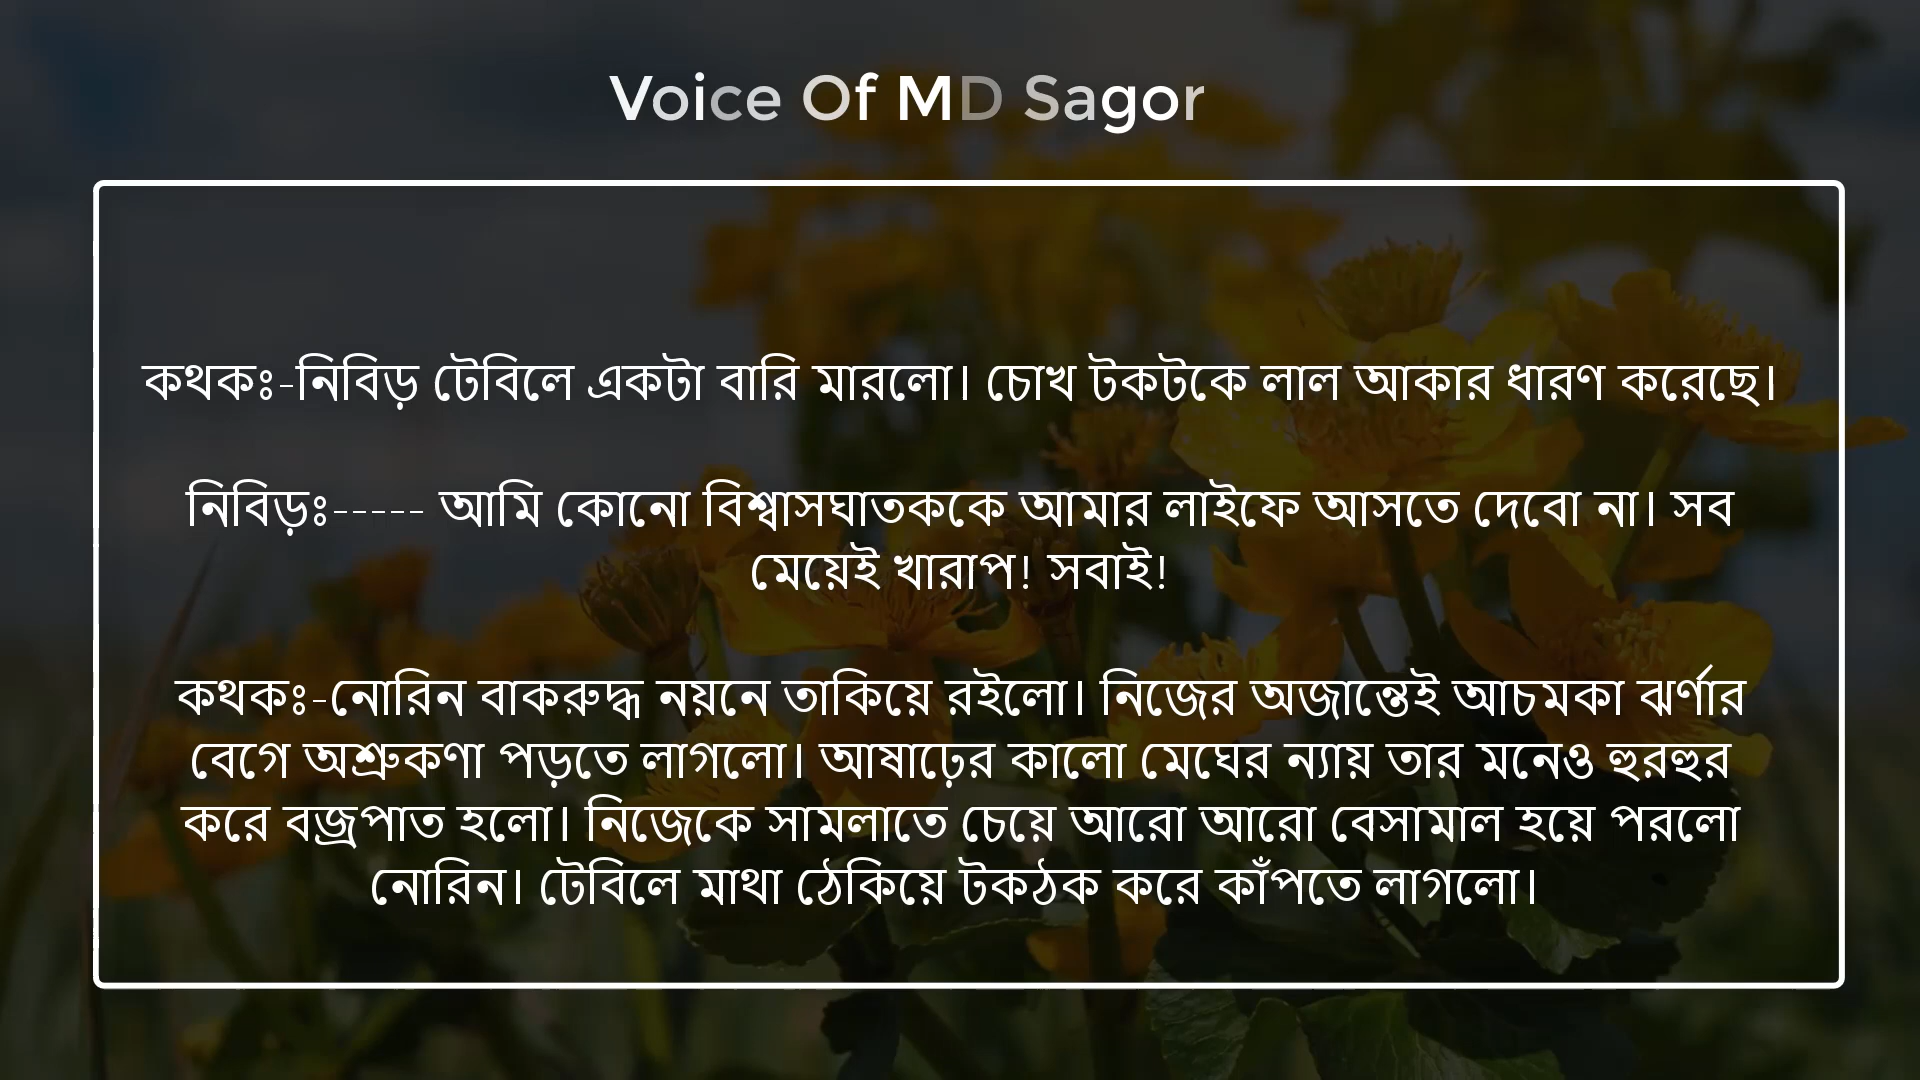 Voice Of MD Sagor
কথকঃ-নিবিড় টেবিলে একটা বারি মারলো। চোখ টকটকে লাল আকার ধারণ করেছে।
নিবিড়ঃ----- আমি কোনো বিশ্বাসঘাতককে আমার লাইফে আসতে দেবো না। সব
মেয়েই খারাপ! সবাই!
কথকঃ-নোরিন বাকরুদ্ধ নয়নে তাকিয়ে রইলো। নিজের অজান্তেই আচমকা ঝর্ণার
বেগে অশ্রুকণা পড়তে লাগলো। আষাঢ়ের কালো মেঘের ন্যায় তার মনেও হুরহুর
করে বজ্রপাত হলো। নিজেকে সামলাতে চেয়ে আরো আরো বেসামাল হয়ে পরলো
নোরিন। টেবিলে মাথা ঠেকিয়ে টকঠক করে কাঁপতে লাগলো।